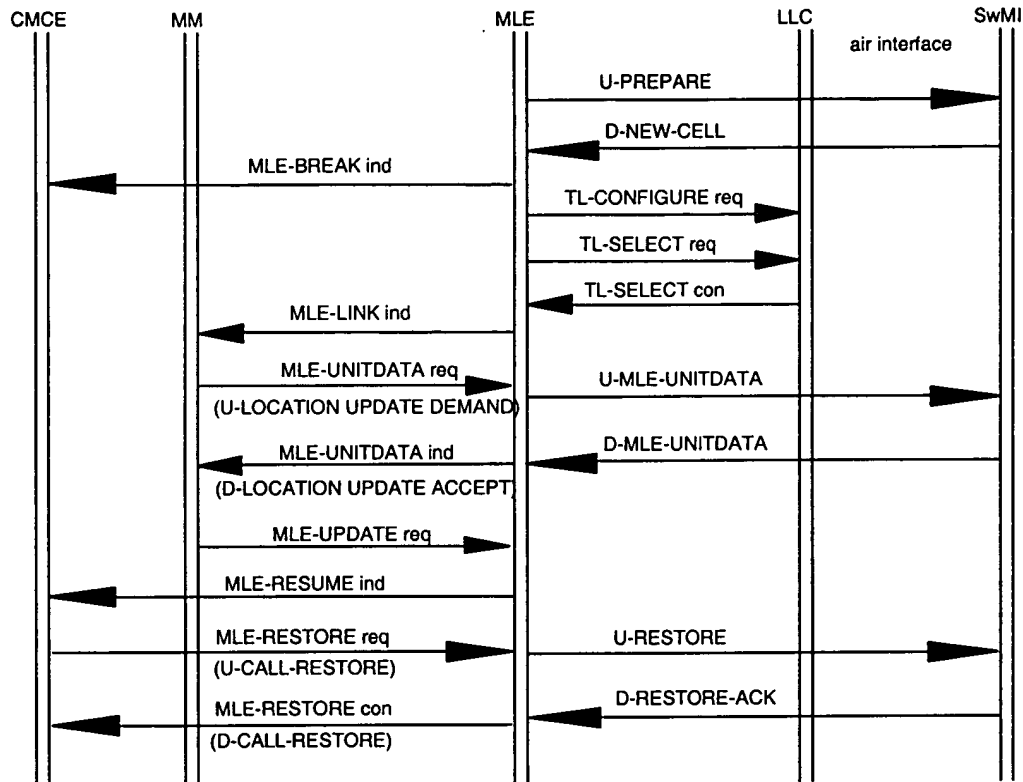 CMCE MM MLE LLC SwMI
air interface
U-PREPARE
D-NEW-CELL
MLE-BREAK ind
TL-CONFIGURE req
TL-SELECT req
TL-SELECT con
MLE-LINK ind
MLE-UNITDATA req
U-MLE-UNITDATA
(U-LOCATION UPDATE DEMAND)
D-MLE-UNITDATA
MLE-UNITDATA ind
(D-LOCATION UPDATE ACCEPT)
MLE-UPDATE req
MLE-RESUME ind
MLE-RESTORE req
U-RESTORE
(U-CALL-RESTORE)
D-RESTORE-ACK
MLE-RESTORE con
(D-CALL-RESTORE)